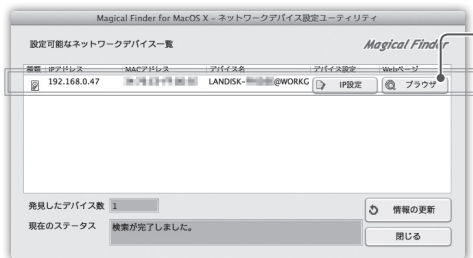 Magical Finder for MacOS X – ネットワークデバイス設定ユーティリティ
設定可能なネットワークデバイス一覧
Magical Finder
種類 IPアドレス MACアドレス デバイス名 デバイス設定 Webページ
192.168.0.47 LANDISK- @WORKG IP設定 ブラウザ
発見したデバイス数 1
情報の更新
現在のステータス 検索が完了しました。
閉じる